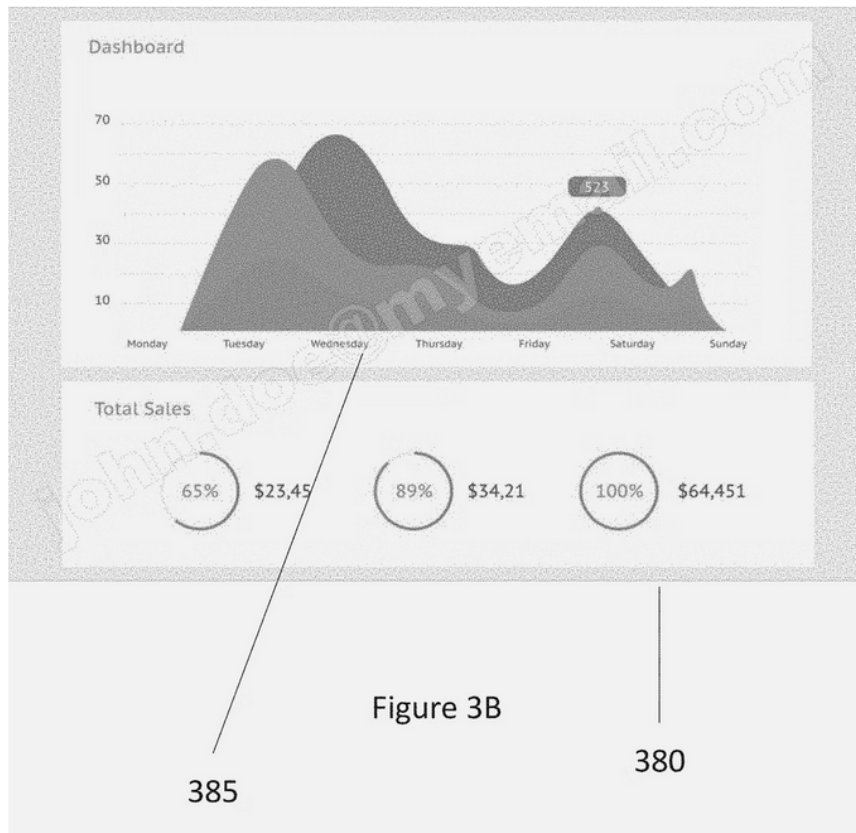 Dashboard
70
50
523
30
10
Monday Tuesday Wednesday Thursday Friday Saturday Sunday
john.doe@myemail.com
Total Sales
65% $23,45 89% $34,21 100% $64,451
Figure 3B
385
380